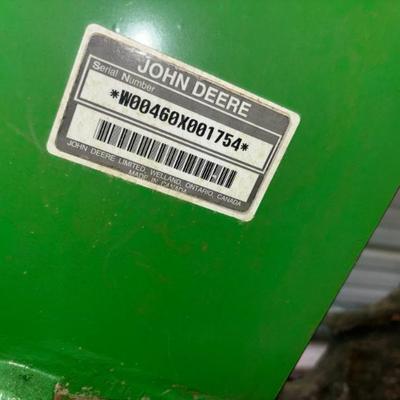 JOHN DEERE
Serial Number
*W00460X001754*
JOHN DEERE LIMITED, WELLAND, ONTARIO, CANADA
MADE IN CANADA